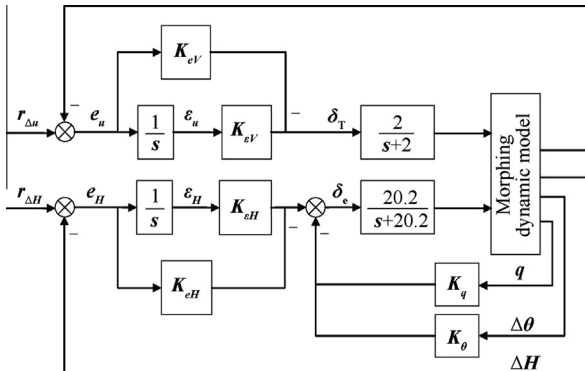 K_eV
r_Δu
−
e_u
1/s
ε_u
K_εV
−
δ_T
2/(s+2)
Morphing dynamic model
r_ΔH
e_H
1/s
ε_H
K_εH
−
δ_e
20.2/(s+20.2)
−
−
K_eH
K_q
q
K_θ
Δθ
ΔH